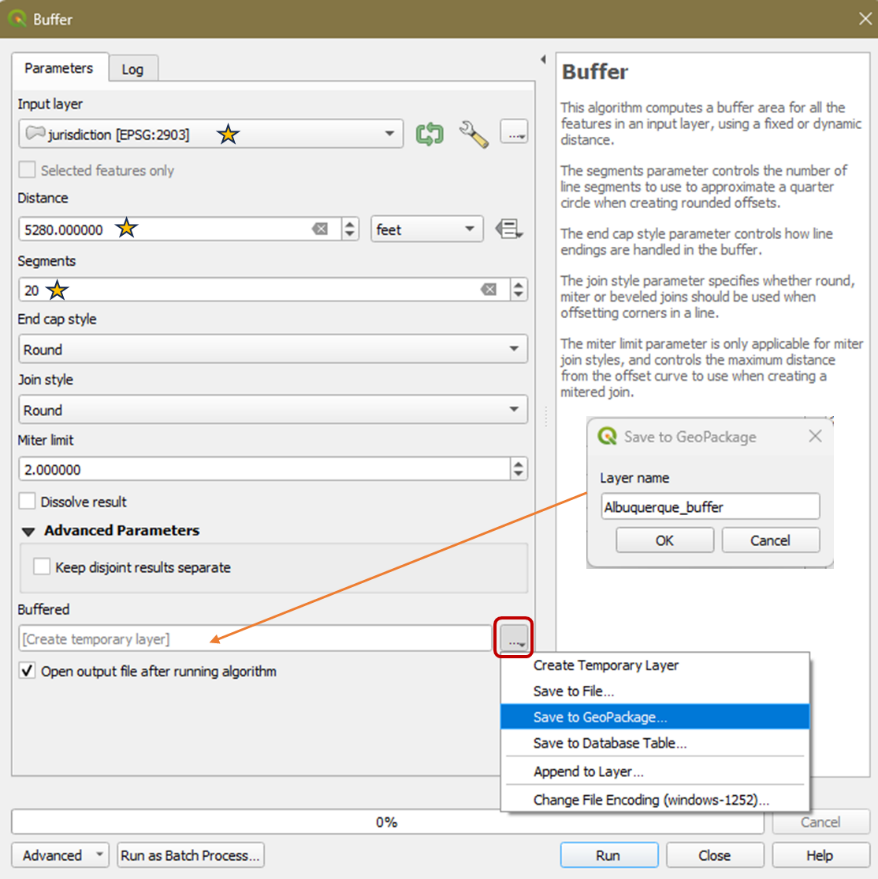 Buffer
Parameters
Log
Input layer
jurisdiction [EPSG:2903]
...
Selected features only
Distance
5280.000000
feet
Segments
20
End cap style
Round
Join style
Round
Miter limit
2.000000
Dissolve result
Advanced Parameters
Keep disjoint results separate
Buffered
[Create temporary layer]
...
Open output file after running algorithm
Buffer
This algorithm computes a buffer area for all the
features in an input layer, using a fixed or dynamic
distance.
The segments parameter controls the number of
line segments to use to approximate a quarter
circle when creating rounded offsets.
The end cap style parameter controls how line
endings are handled in the buffer.
The join style parameter specifies whether round,
miter or beveled joins should be used when
offsetting corners in a line.
The miter limit parameter is only applicable for miter
join styles, and controls the maximum distance
from the offset curve to use when creating a
mitered join.
Save to GeoPackage
Layer name
Albuquerque_buffer
OK
Cancel
Create Temporary Layer
Save to File...
Save to GeoPackage...
Save to Database Table...
Append to Layer...
Change File Encoding (windows-1252)...
0%
Cancel
Advanced
Run as Batch Process...
Run
Close
Help